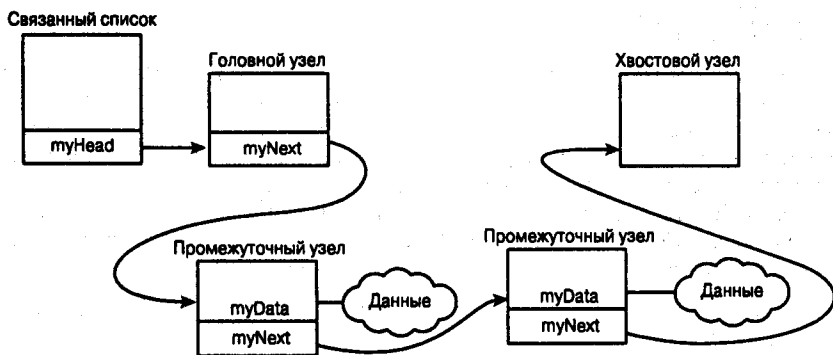 Связанный список
Головной узел
Хвостовой узел
myHead
myNext
Промежуточный узел
Промежуточный узел
myData
Данные
myData
Данные
myNext
myNext